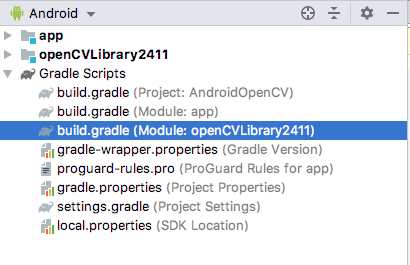 Android
app
openCVLibrary2411
Gradle Scripts
build.gradle (Project: AndroidOpenCV)
build.gradle (Module: app)
build.gradle (Module: openCVLibrary2411)
gradle-wrapper.properties (Gradle Version)
proguard-rules.pro (ProGuard Rules for app)
gradle.properties (Project Properties)
settings.gradle (Project Settings)
local.properties (SDK Location)